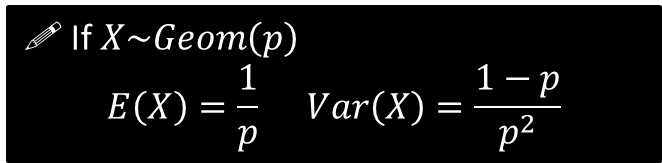 If X~Geom(p)
E(X) = 1/p Var(X) = (1 − p)/p²